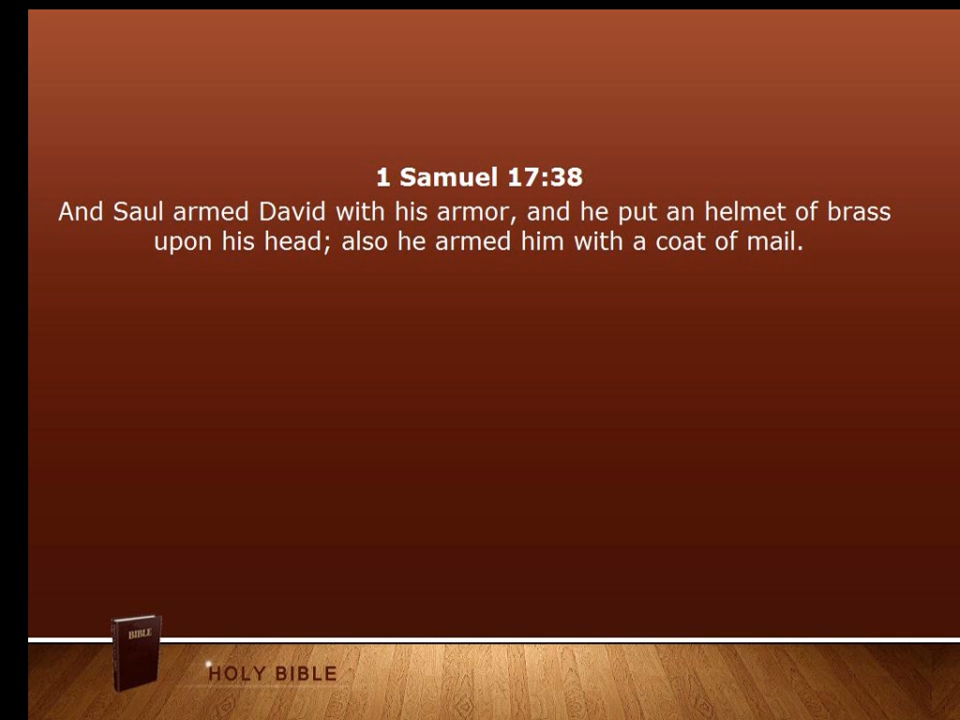 1 Samuel 17:38
And Saul armed David with his armor, and he put an helmet of brass
upon his head; also he armed him with a coat of mail.
BIBLE
HOLY BIBLE